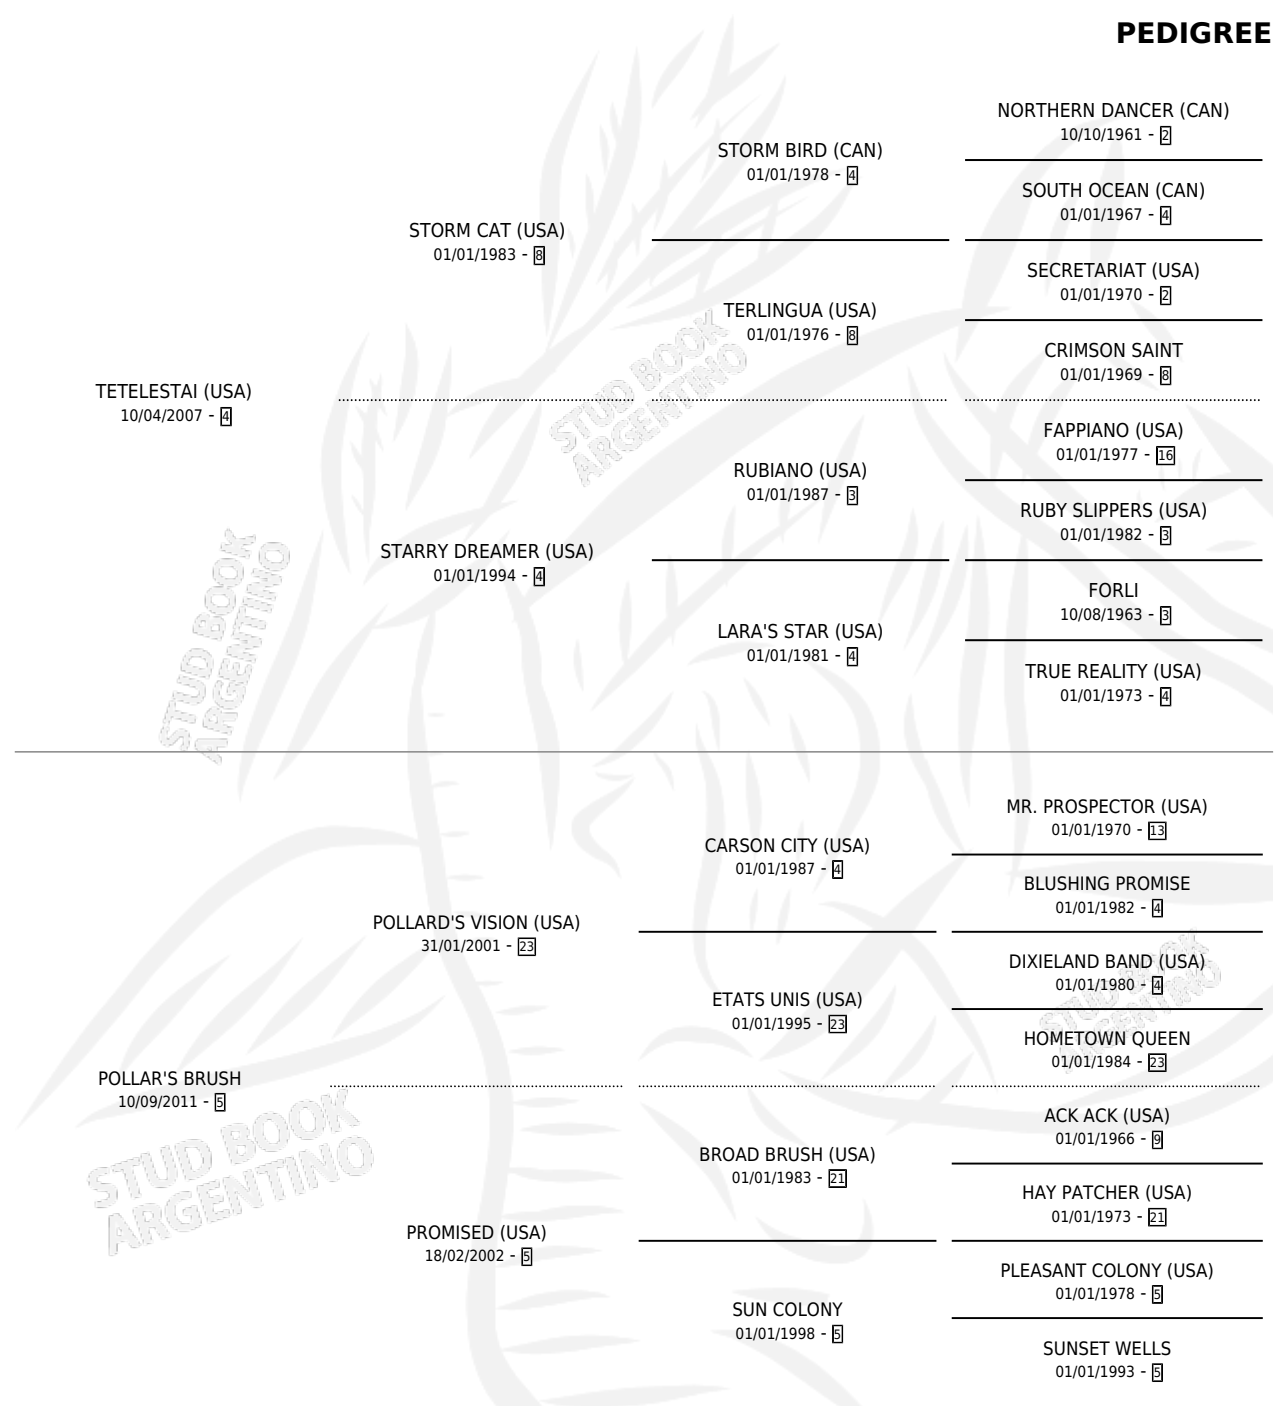 PEDIGREE
NORTHERN DANCER (CAN)
10/10/1961 - 2
STORM BIRD (CAN)
01/01/1978 - 4
SOUTH OCEAN (CAN)
01/01/1967 - 4
STORM CAT (USA)
01/01/1983 - 8
SECRETARIAT (USA)
01/01/1970 - 2
TERLINGUA (USA)
01/01/1976 - 8
CRIMSON SAINT
01/01/1969 - 8
TETELESTAI (USA)
10/04/2007 - 4
STUD BOOK
ARGENTINO
FAPPIANO (USA)
01/01/1977 - 16
RUBIANO (USA)
01/01/1987 - 3
RUBY SLIPPERS (USA)
01/01/1982 - 3
STARRY DREAMER (USA)
01/01/1994 - 4
FORLI
10/08/1963 - 3
LARA'S STAR (USA)
01/01/1981 - 4
TRUE REALITY (USA)
01/01/1973 - 4
STUD BOOK
ARGENTINO
MR. PROSPECTOR (USA)
01/01/1970 - 13
CARSON CITY (USA)
01/01/1987 - 4
BLUSHING PROMISE
01/01/1982 - 4
POLLARD'S VISION (USA)
31/01/2001 - 23
DIXIELAND BAND (USA)
01/01/1980 - 4
ETATS UNIS (USA)
01/01/1995 - 23
STUD BOOK
ARGENTINO
HOMETOWN QUEEN
01/01/1984 - 23
POLLAR'S BRUSH
10/09/2011 - 5
ACK ACK (USA)
01/01/1966 - 9
BROAD BRUSH (USA)
01/01/1983 - 21
STUD BOOK
ARGENTINO
HAY PATCHER (USA)
01/01/1973 - 21
PROMISED (USA)
18/02/2002 - 5
PLEASANT COLONY (USA)
01/01/1978 - 5
SUN COLONY
01/01/1998 - 5
SUNSET WELLS
01/01/1993 - 5